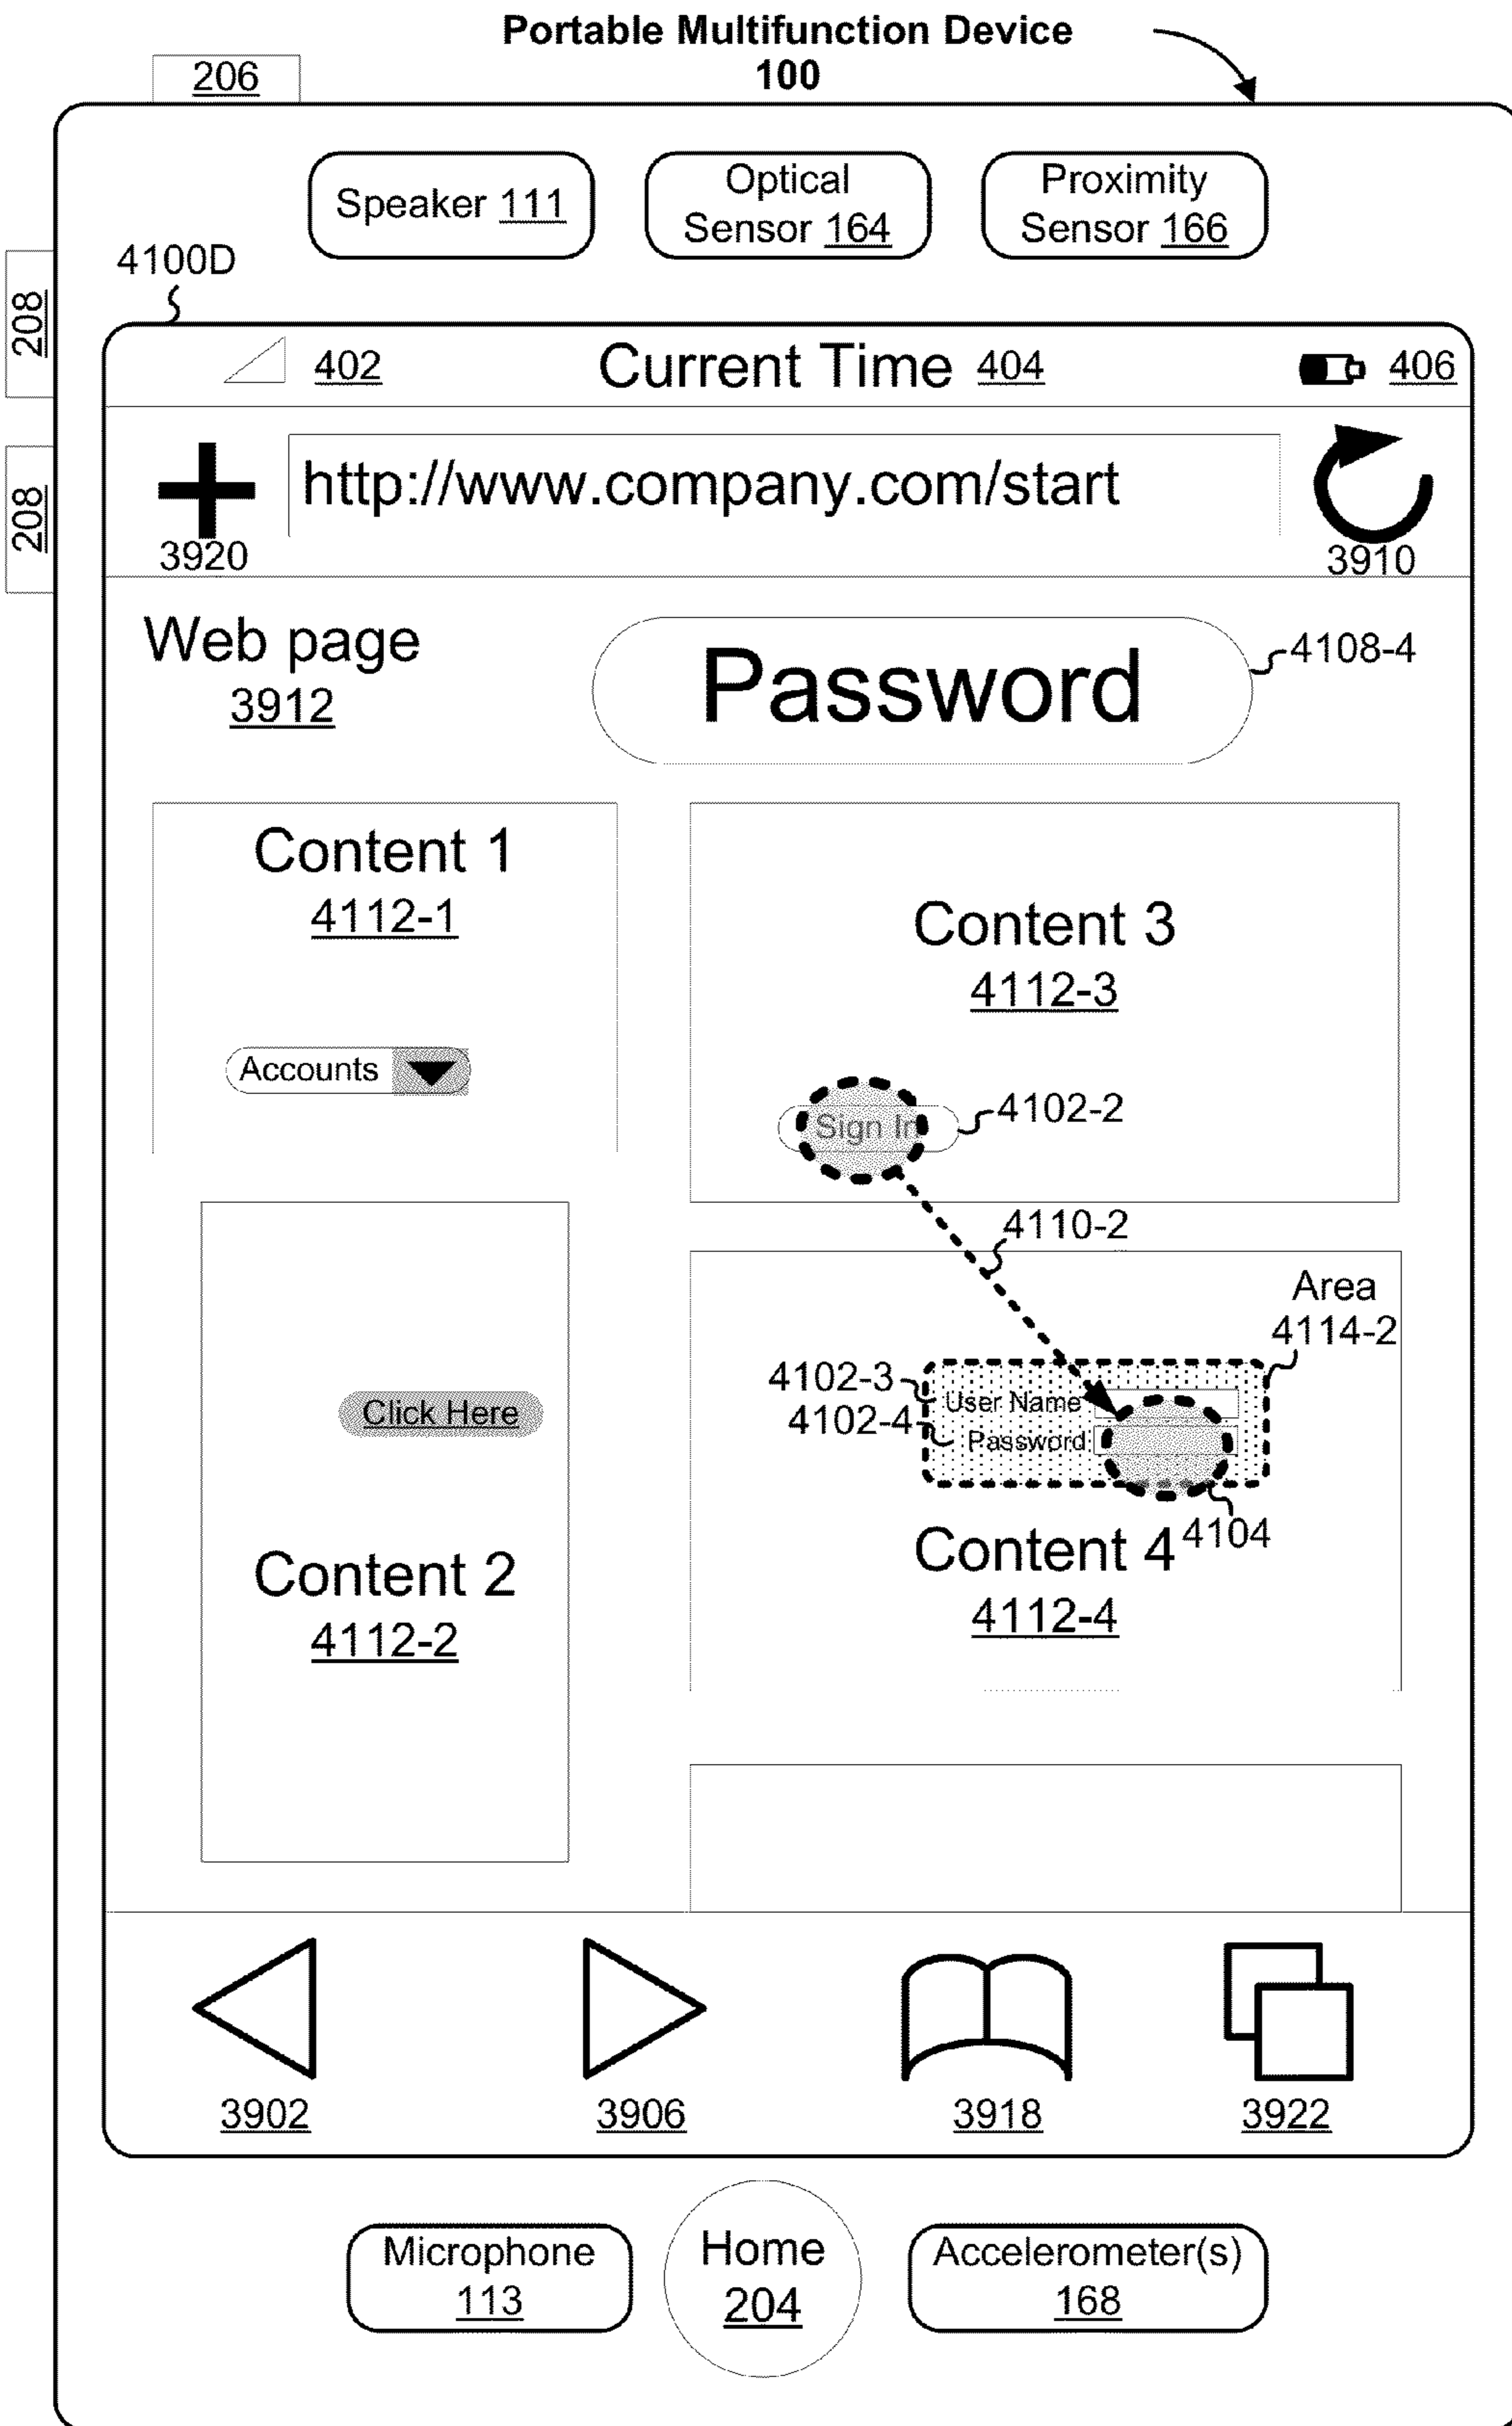 Portable Multifunction Device
100
206
Speaker 111
Optical
Sensor 164
Proximity
Sensor 166
4100D
208
208
402
Current Time 404
406
http://www.company.com/start
3920
3910
Web page
3912
Password
4108-4
Content 1
4112-1
Accounts
Content 3
4112-3
Sign In
4102-2
4110-2
Area
4114-2
4102-3
User Name
4102-4
Password
4104
Click Here
Content 2
4112-2
Content 4
4112-4
3902
3906
3918
3922
Microphone
113
Home
204
Accelerometer(s)
168